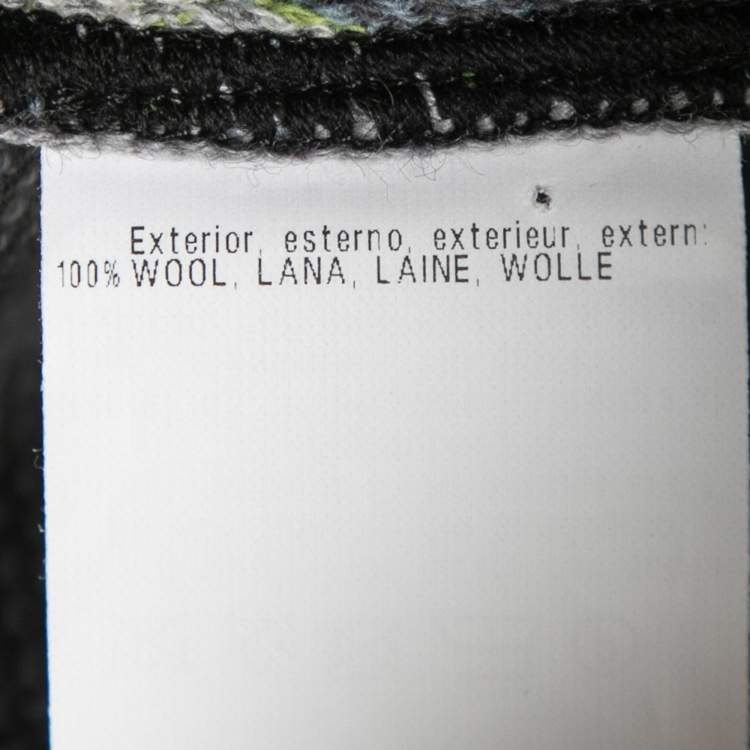 Exterior, esterno, exterieur, extern:
100% WOOL, LANA, LAINE, WOLLE